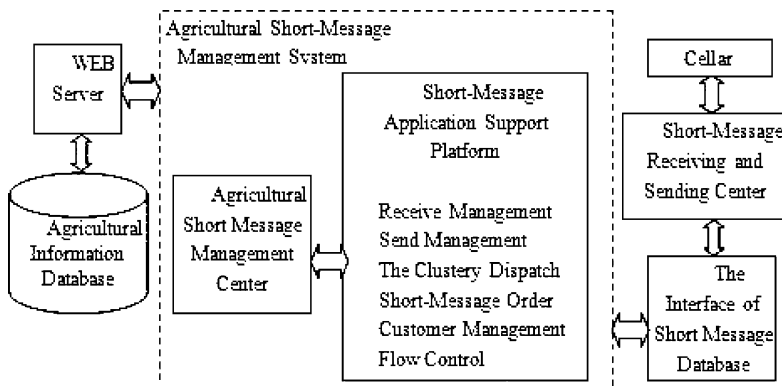 Agricultural Short-Message
Management System
WEB
Server
Agricultural
Information
Database
Agricultural
Short Message
Management
Center
Short-Message
Application Support
Platform
Receive Management
Send Management
The Clustery Dispatch
Short-Message Order
Customer Management
Flow Control
Cellar
Short-Message
Receiving and
Sending Center
The
Interface of
Short Message
Database